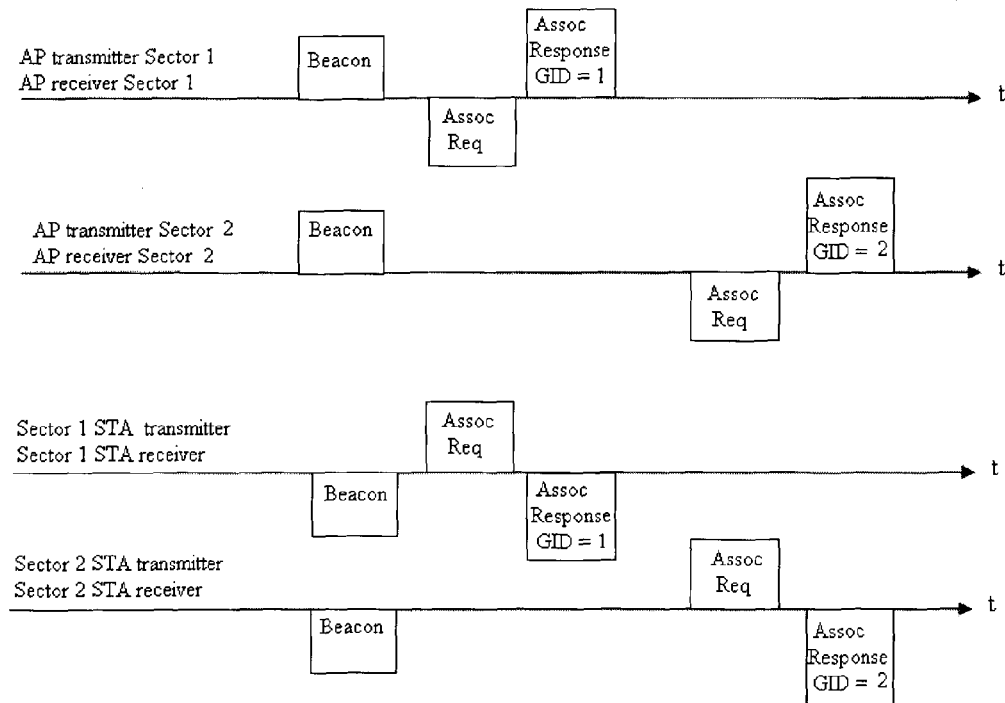 Assoc
Response
GID = 1
AP transmitter Sector 1
AP receiver Sector 1
Beacon
t
Assoc
Req
Assoc
Response
GID = 2
AP transmitter Sector 2
AP receiver Sector 2
Beacon
t
Assoc
Req
Sector 1 STA transmitter
Sector 1 STA receiver
Assoc
Req
t
Beacon
Assoc
Response
GID = 1
Sector 2 STA transmitter
Sector 2 STA receiver
Assoc
Req
t
Beacon
Assoc
Response
GID = 2